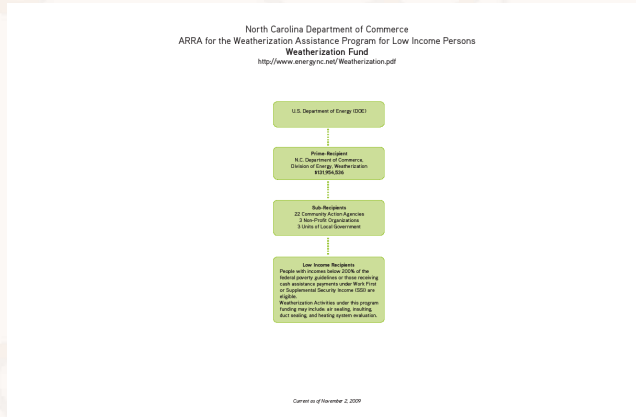 North Carolina Department of Commerce
ARRA for the Weatherization Assistance Program for Low Income Persons
Weatherization Fund
http://www.energync.net/Weatherization.pdf
U.S. Department of Energy (DOE)
Prime-Recipient
N.C. Department of Commerce,
Division of Energy, Weatherization
$131,954,536
Sub-Recipients
22 Community Action Agencies
3 Non-Profit Organizations
3 Units of Local Government
Low Income Recipients
People with incomes below 200% of the
federal poverty guidelines or those receiving
cash assistance payments under Work First
or Supplemental Security Income (SSI) are
eligible.
Weatherization Activities under this program
funding may include: air sealing, insulting,
duct sealing, and heating system evaluation.
Current as of November 2, 2009